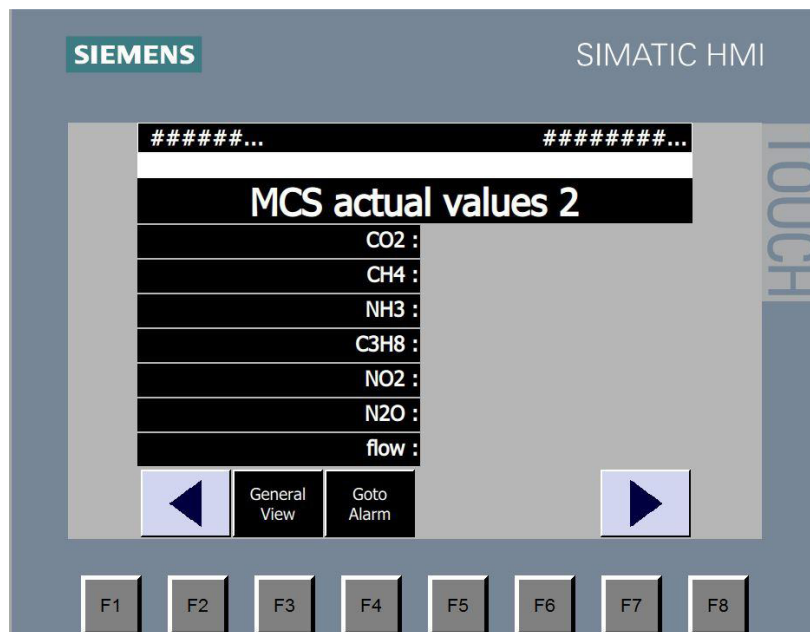 SIEMENS
SIMATIC HMI
TOUCH
######...
########...
MCS actual values 2
CO2 :
CH4 :
NH3 :
C3H8 :
NO2 :
N2O :
flow :
General
View
Goto
Alarm
F1
F2
F3
F4
F5
F6
F7
F8